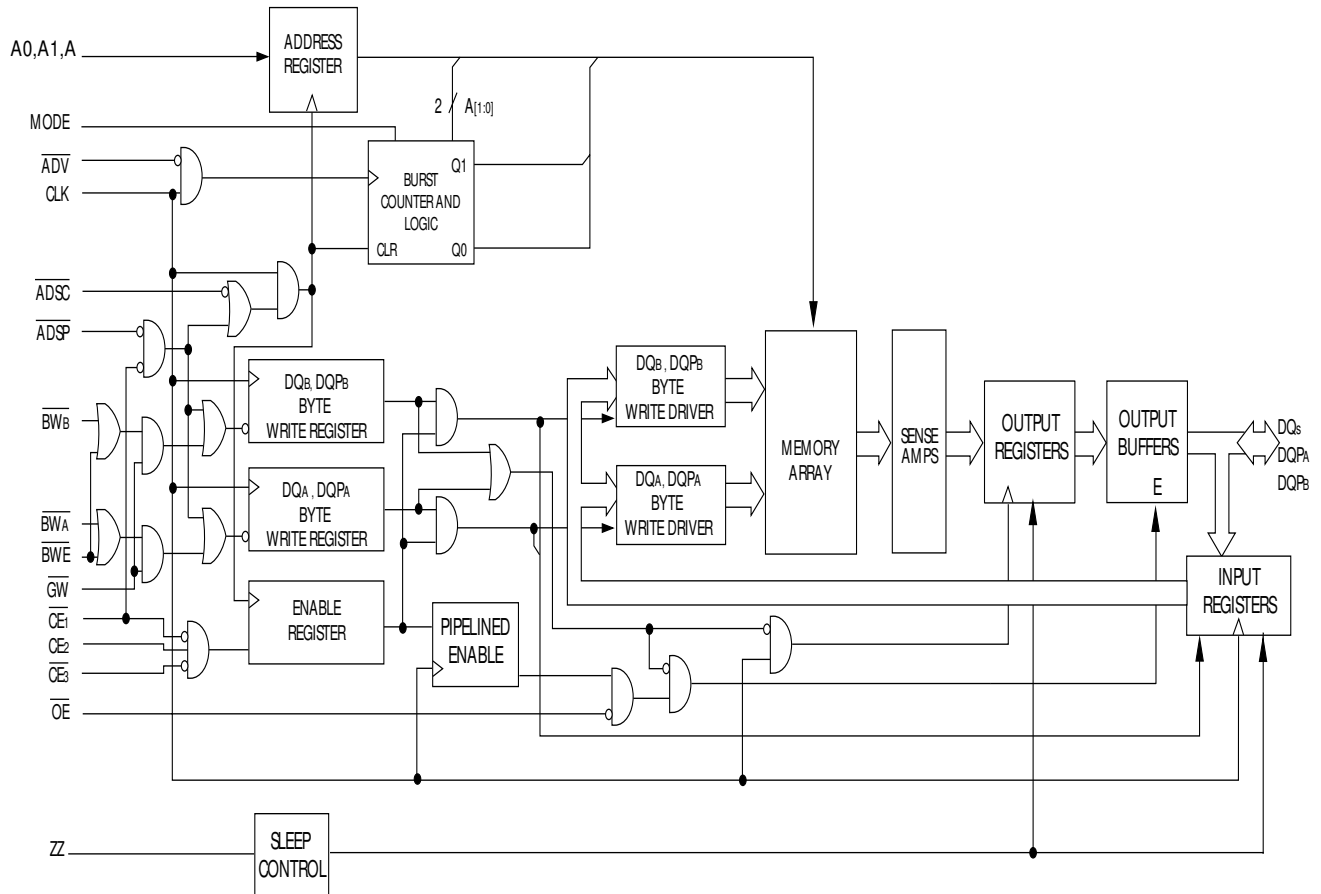 A0,A1,A
ADDRESS
REGISTER
2
A[1:0]
MODE
ADV
CLK
BURST
COUNTER AND
LOGIC
Q1
CLR
Q0
ADSC
ADSP
DQB, DQPB
BYTE
WRITE REGISTER
DQB, DQPB
BYTE
WRITE DRIVER
MEMORY
ARRAY
SENSE
AMPS
OUTPUT
REGISTERS
OUTPUT
BUFFERS
E
DQs
DQPA
DQPB
BWB
DQA, DQPA
BYTE
WRITE REGISTER
DQA, DQPA
BYTE
WRITE DRIVER
BWA
BWE
GW
CE1
CE2
CE3
ENABLE
REGISTER
PIPELINED
ENABLE
INPUT
REGISTERS
OE
ZZ
SLEEP
CONTROL